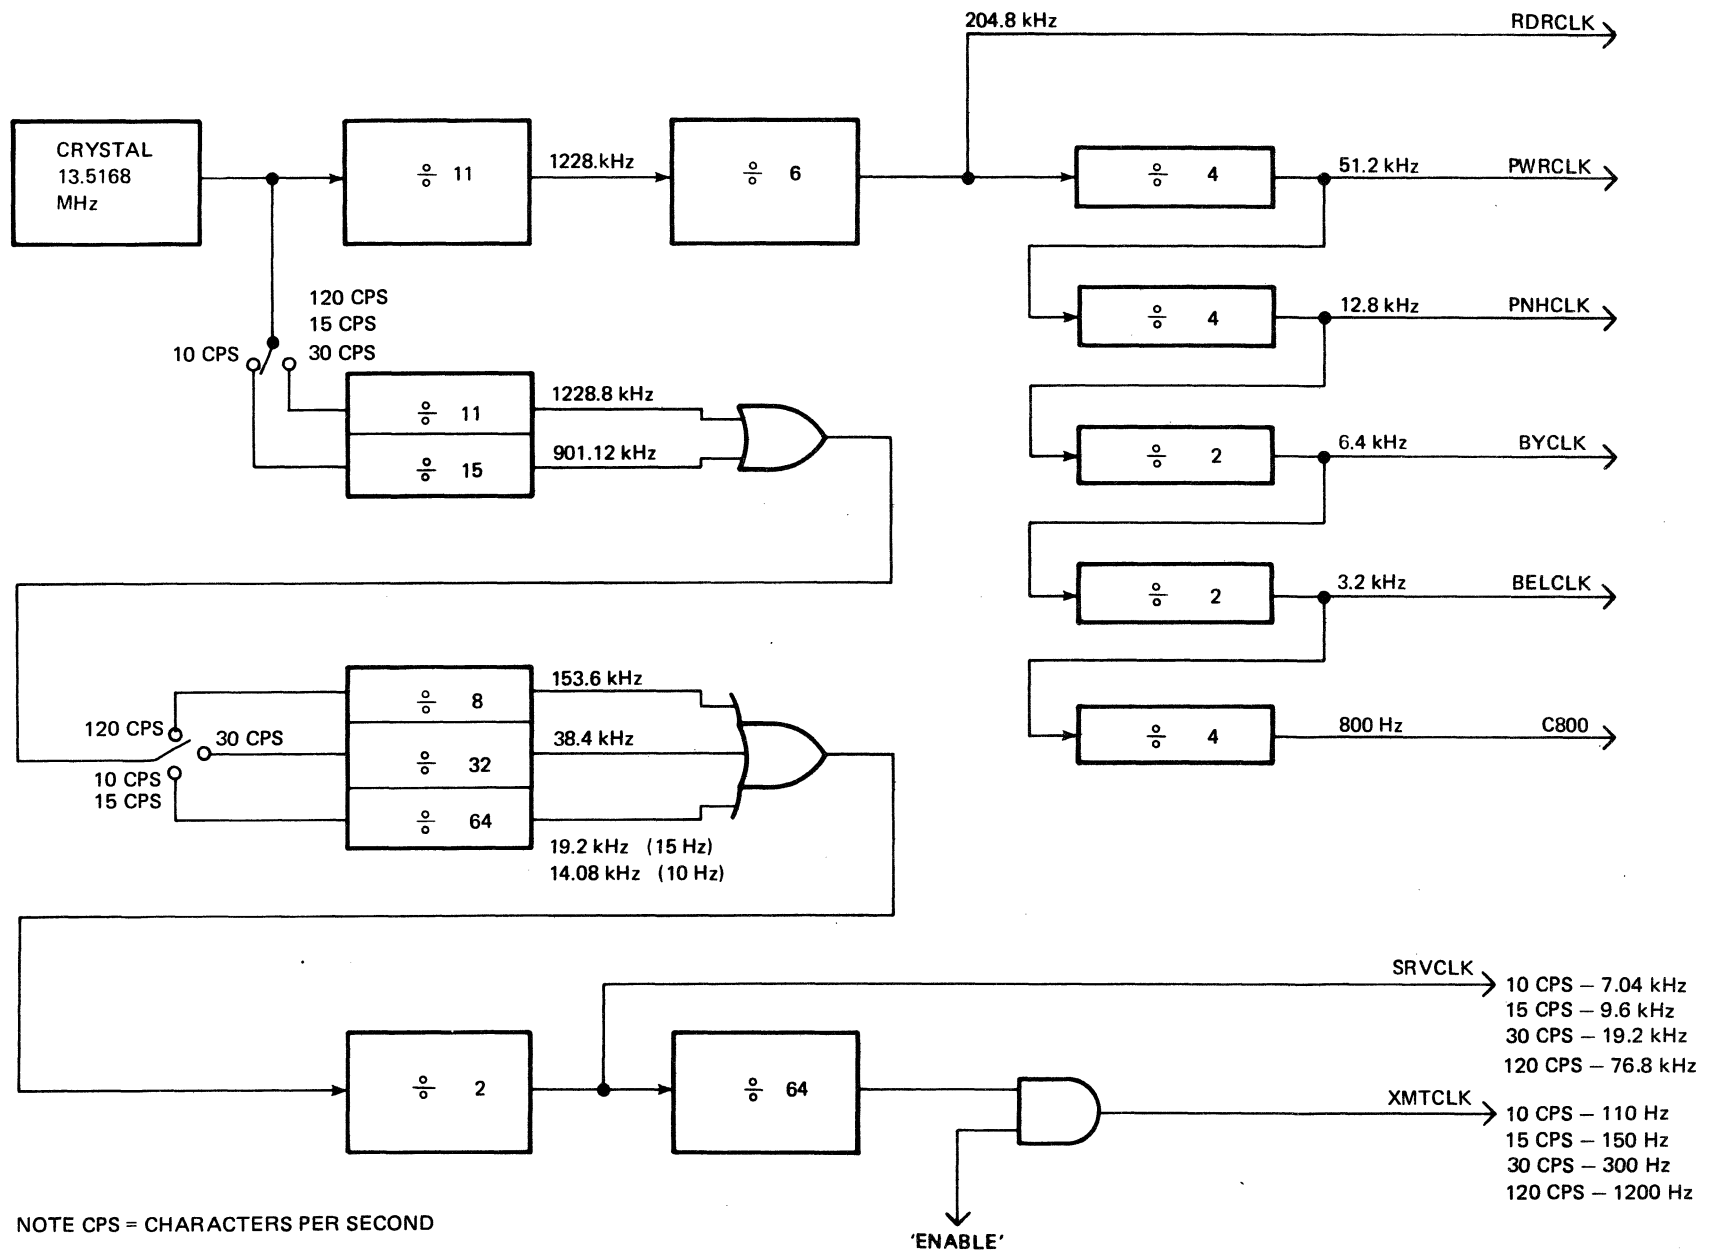 204.8 kHz
RDRCLK
CRYSTAL
13.5168
MHz
÷ 11
1228.kHz
÷ 6
÷ 4
51.2 kHz
PWRCLK
120 CPS
15 CPS
30 CPS
10 CPS
÷ 4
12.8 kHz
PNHCLK
÷ 11
1228.8 kHz
÷ 15
901.12 kHz
÷ 2
6.4 kHz
BYCLK
÷ 2
3.2 kHz
BELCLK
120 CPS
30 CPS
10 CPS
15 CPS
÷ 8
153.6 kHz
÷ 32
38.4 kHz
÷ 64
19.2 kHz (15 Hz)
14.08 kHz (10 Hz)
÷ 4
800 Hz
C800
÷ 2
÷ 64
SRVCLK
10 CPS – 7.04 kHz
15 CPS – 9.6 kHz
30 CPS – 19.2 kHz
120 CPS – 76.8 kHz
XMTCLK
10 CPS – 110 Hz
15 CPS – 150 Hz
30 CPS – 300 Hz
120 CPS – 1200 Hz
'ENABLE'
NOTE CPS = CHARACTERS PER SECOND